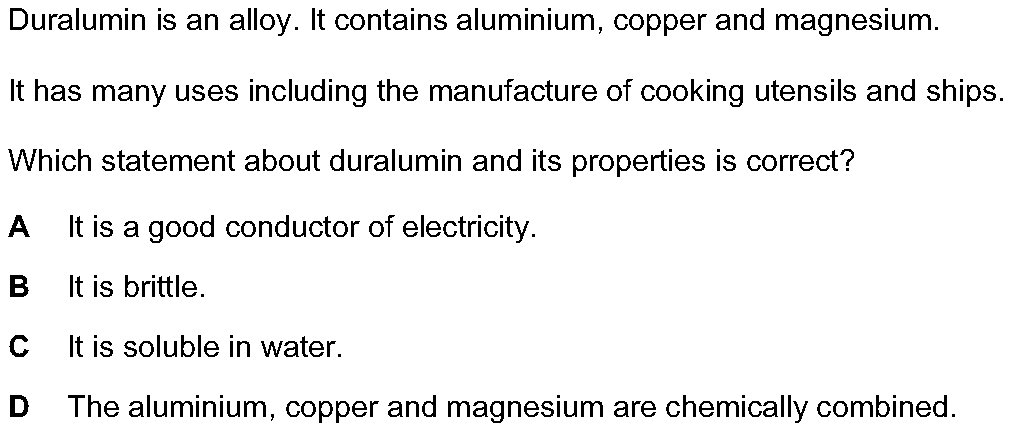 Duralumin is an alloy. It contains aluminium, copper and magnesium.
It has many uses including the manufacture of cooking utensils and ships.
Which statement about duralumin and its properties is correct?
A It is a good conductor of electricity.
B It is brittle.
C It is soluble in water.
D The aluminium, copper and magnesium are chemically combined.